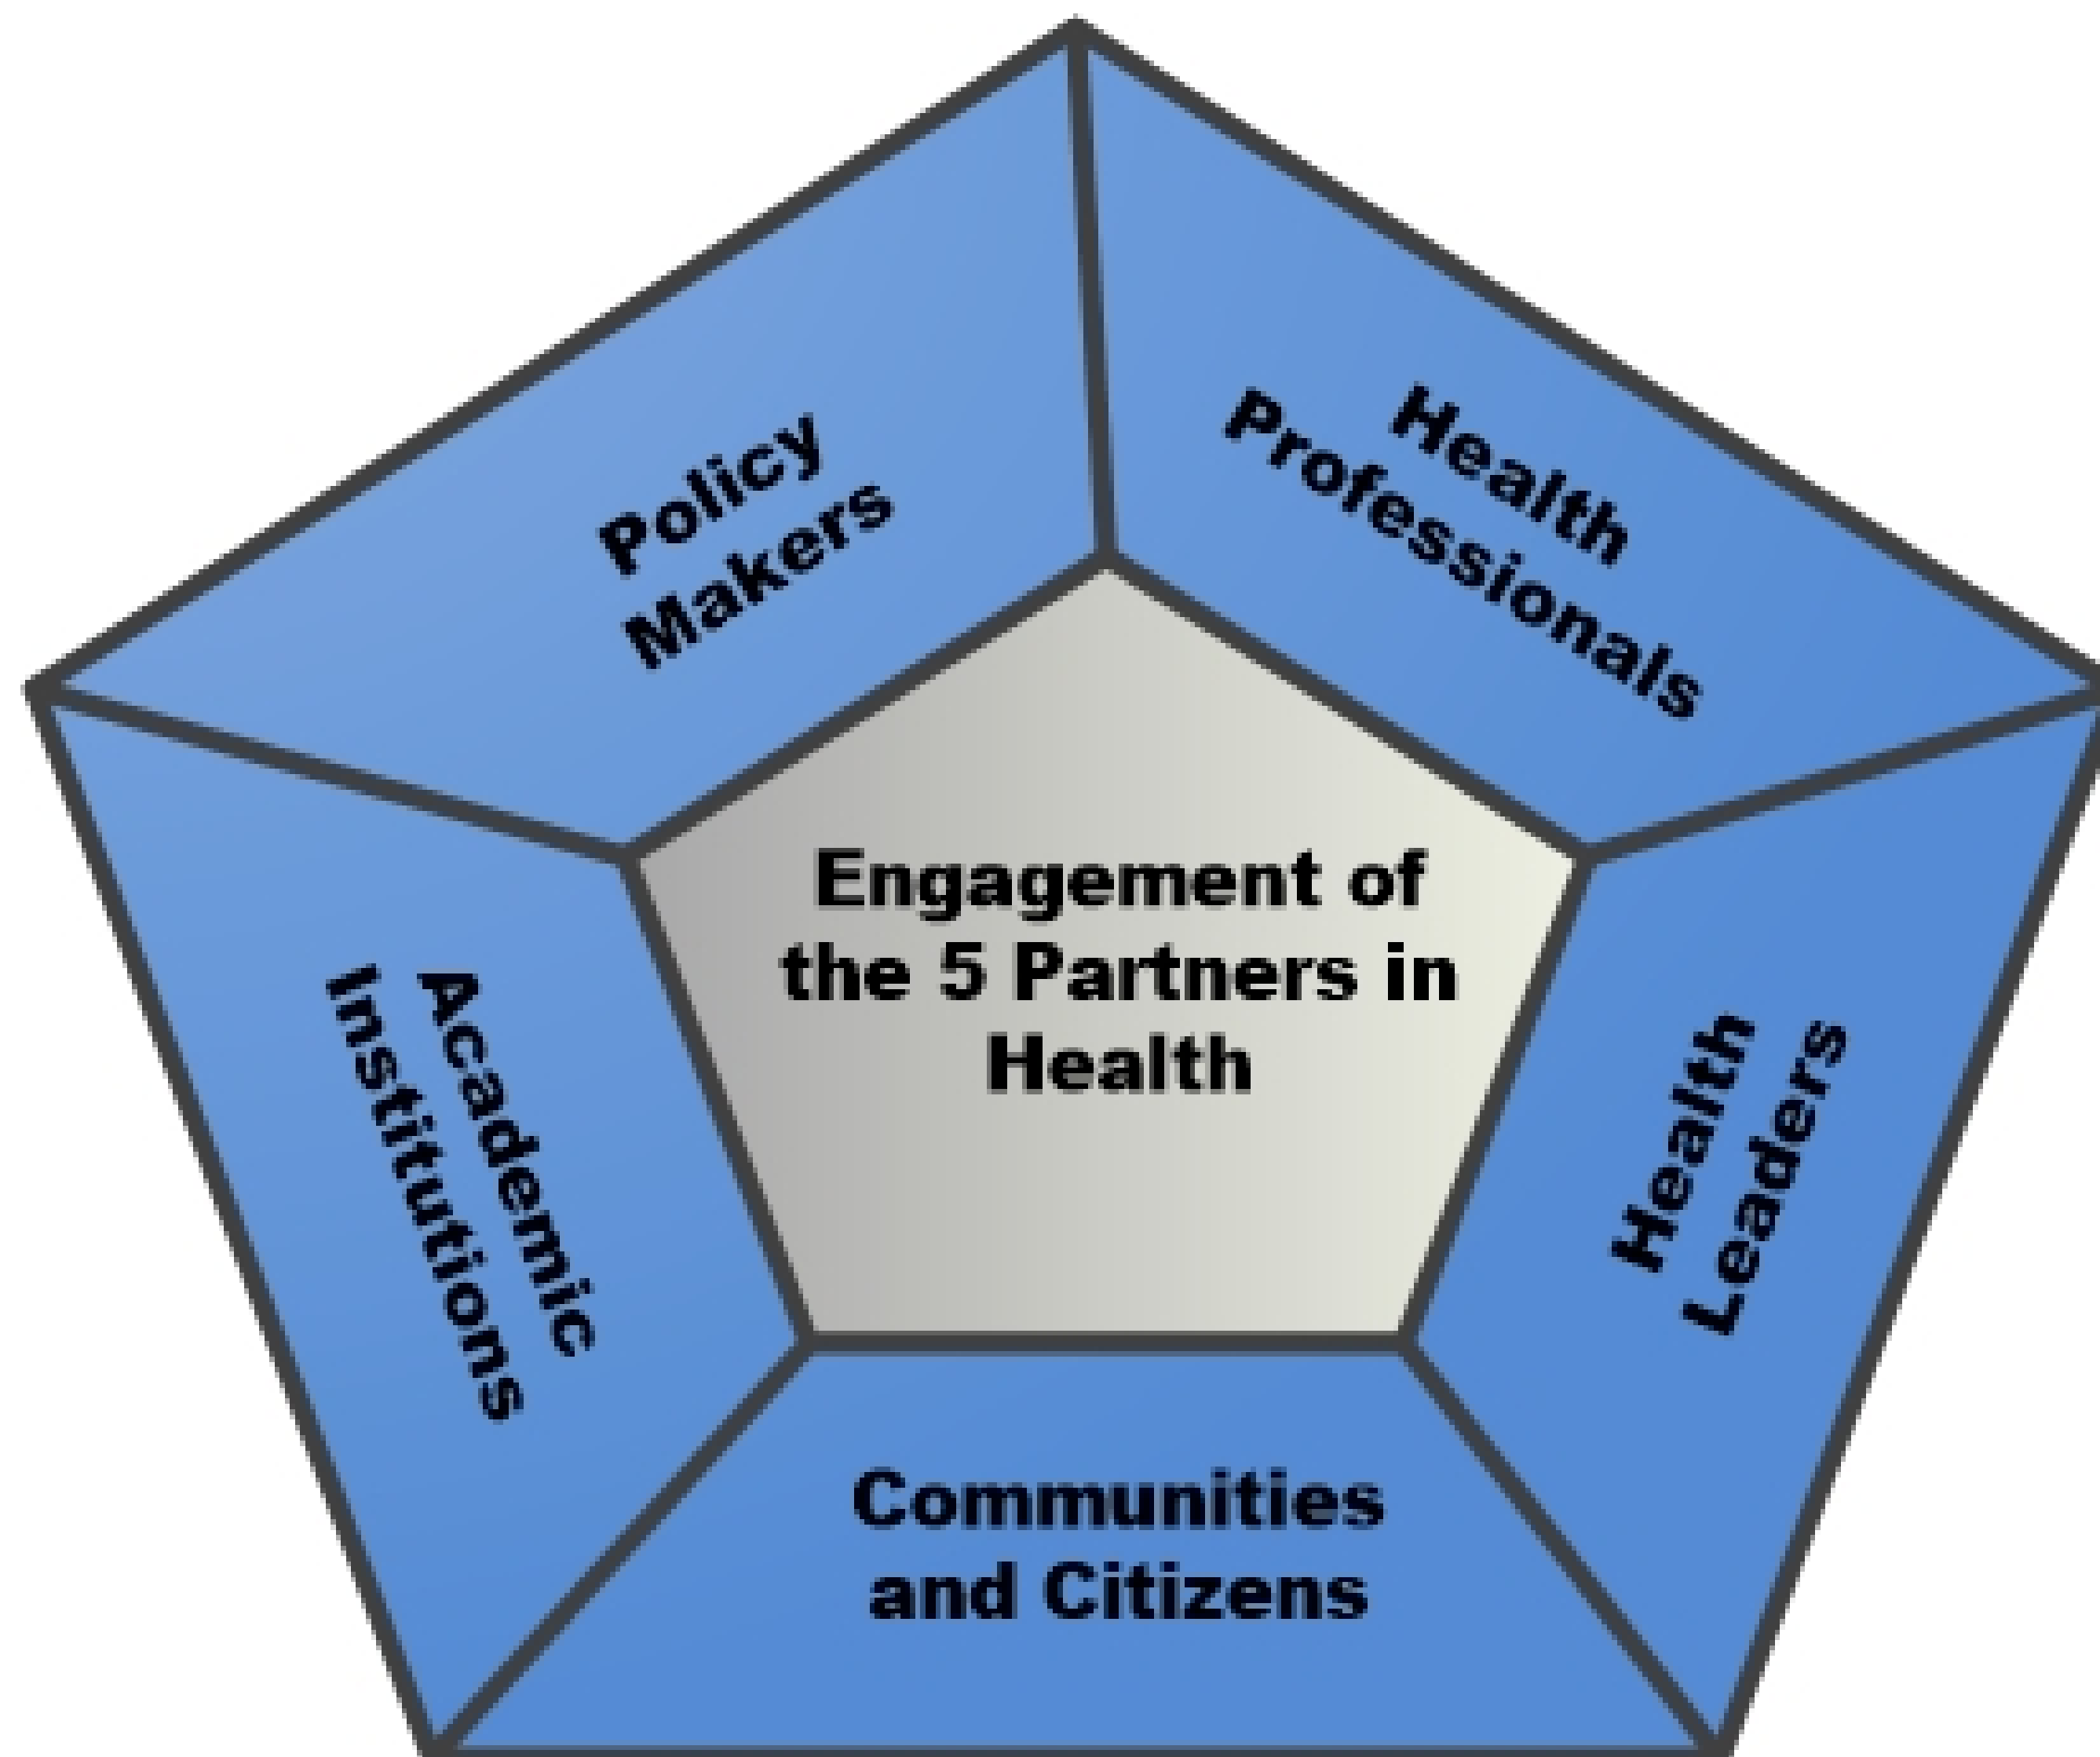 Policy
Makers
Health
Professionals
Engagement of
the 5 Partners in
Health
Academic
Institutions
Health
Leaders
Communities
and Citizens